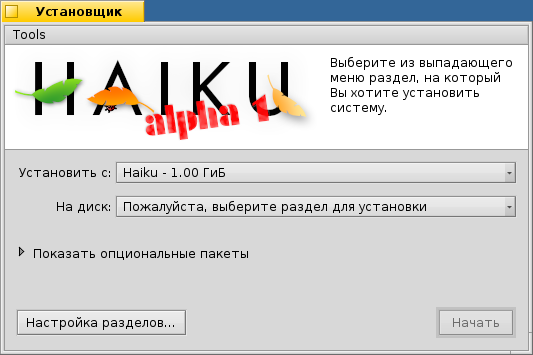 Установщик
Tools
HAIKU
alpha 1
Выберите из выпадающего
меню раздел, на который
Вы хотите установить
систему.
Установить с: Haiku - 1.00 ГиБ
На диск: Пожалуйста, выберите раздел для установки
Показать опциональные пакеты
Настройка разделов... Начать